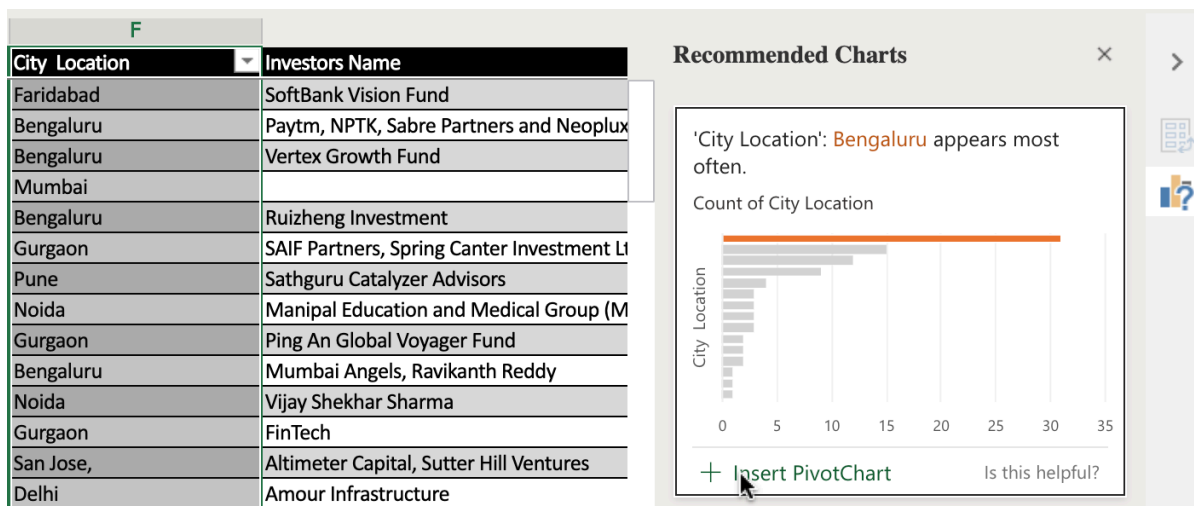 F
City Location
Investors Name
Faridabad
SoftBank Vision Fund
Bengaluru
Paytm, NPTK, Sabre Partners and Neoplux
Bengaluru
Vertex Growth Fund
Mumbai
Bengaluru
Ruizheng Investment
Gurgaon
SAIF Partners, Spring Canter Investment Lt
Pune
Sathguru Catalyzer Advisors
Noida
Manipal Education and Medical Group (M
Gurgaon
Ping An Global Voyager Fund
Bengaluru
Mumbai Angels, Ravikanth Reddy
Noida
Vijay Shekhar Sharma
Gurgaon
FinTech
San Jose,
Altimeter Capital, Sutter Hill Ventures
Delhi
Amour Infrastructure
Recommended Charts
'City Location': Bengaluru appears most
often.
Count of City Location
City Location
0 5 10 15 20 25 30 35
Insert PivotChart
Is this helpful?